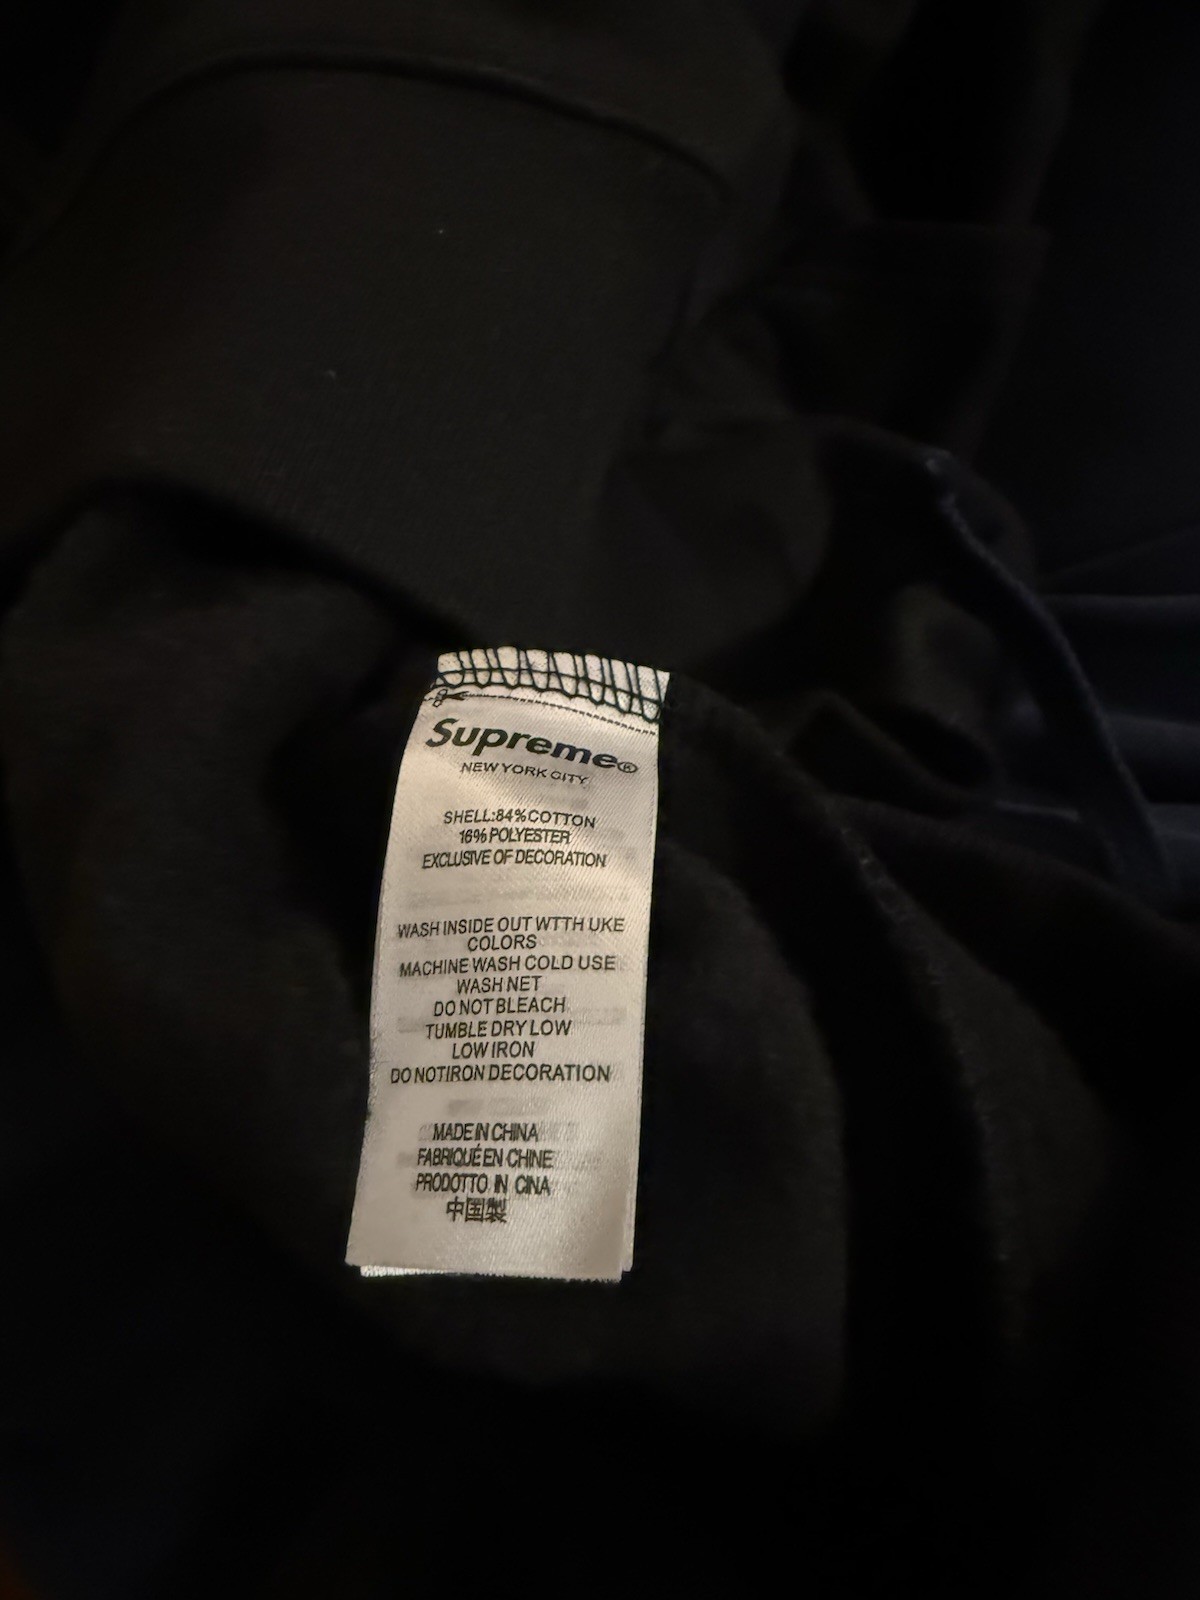 Supreme®
NEW YORK CITY
SHELL:84%COTTON
16%POLYESTER
EXCLUSIVE OF DECORATION
WASH INSIDE OUT WTTH UKE
COLORS
MACHINE WASH COLD USE
WASH NET
DO NOT BLEACH
TUMBLE DRY LOW
LOW IRON
DO NOTIRON DECORATION
MADE IN CHINA
FABRIQUÉ EN CHINE
PRODOTTO IN CINA
中国製